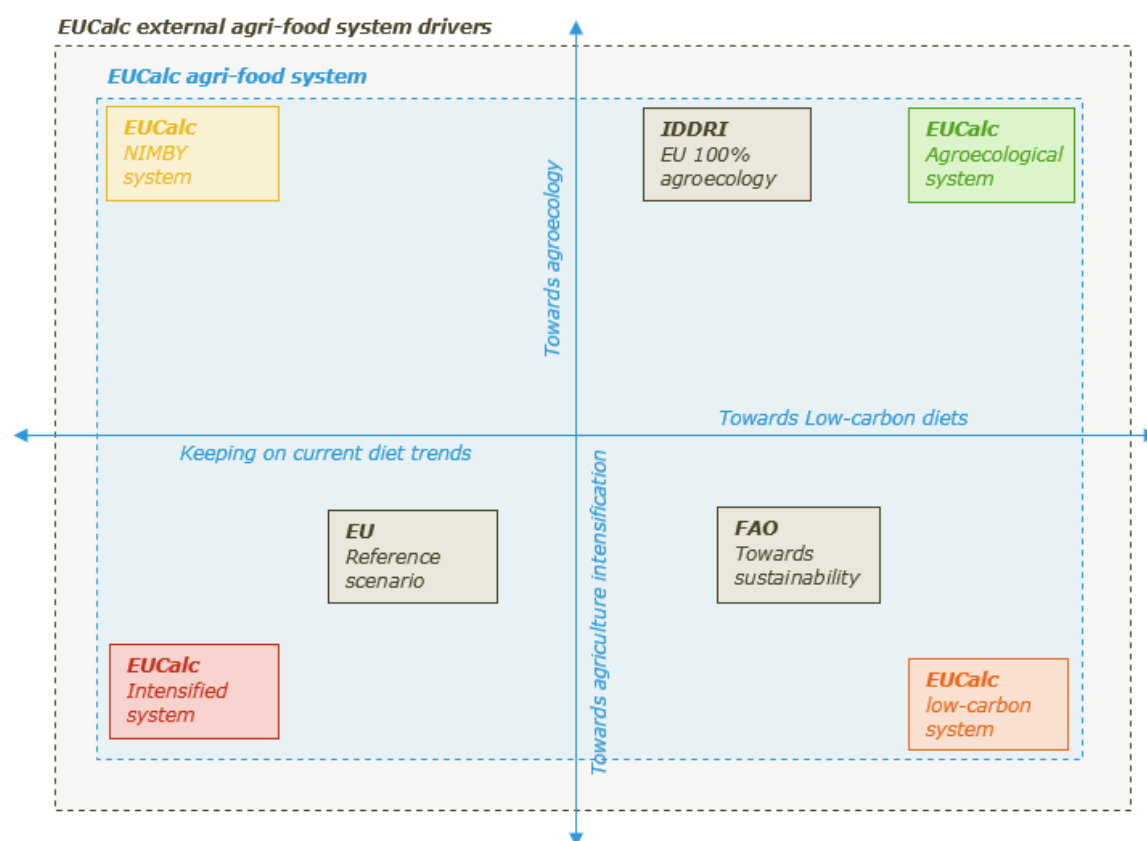 EUCalc external agri-food system drivers
EUCalc agri-food system
EUCalc
NIMBY
system
IDDRI
EU 100%
agroecology
EUCalc
Agroecological
system
Towards agroecology
Towards Low-carbon diets
Keeping on current diet trends
Towards agriculture intensification
EU
Reference
scenario
FAO
Towards
sustainability
EUCalc
Intensified
system
EUCalc
low-carbon
system